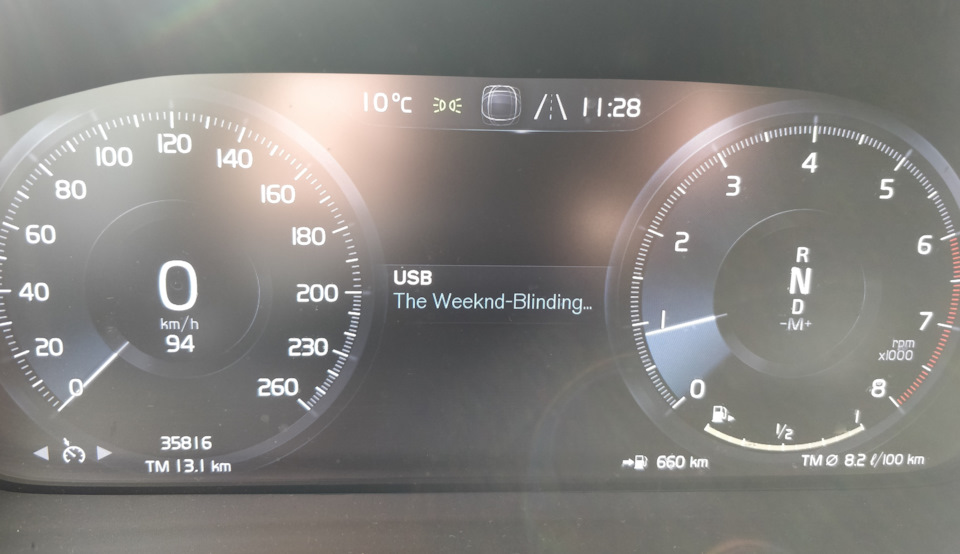 10°C 11:28
0
20
40
60
80
100
120
140
160
180
200
230
260
0
km/h
94
35816
TM 13.1 km
USB
The Weeknd-Blinding...
0
1
2
3
4
5
6
7
8
rpm
x1000
R
N
D
-M+
1/2
1
660 km
TM Ø 8.2 ℓ/100 km